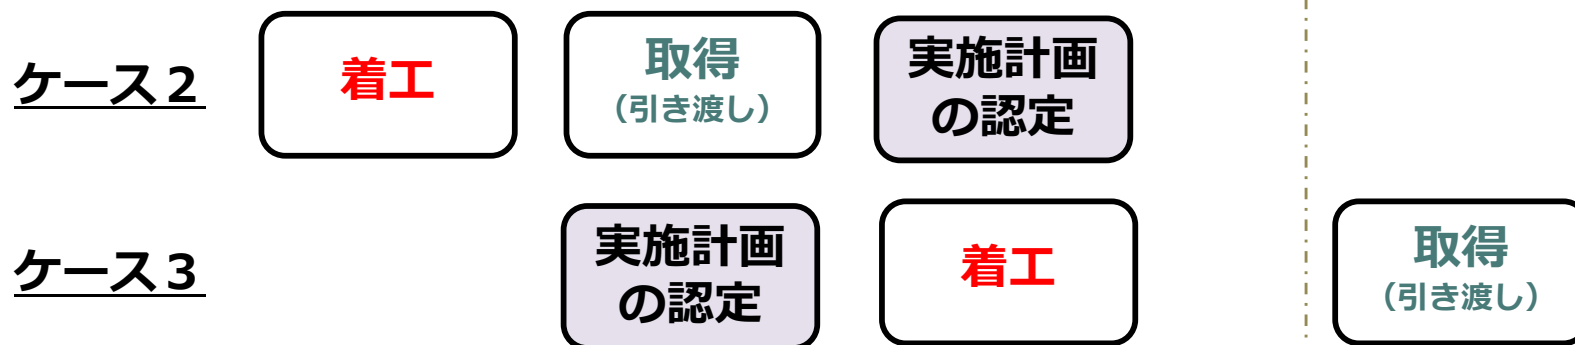 ケース２
着工
取得
（引き渡し）
実施計画
の認定
ケース３
実施計画
の認定
着工
取得
（引き渡し）